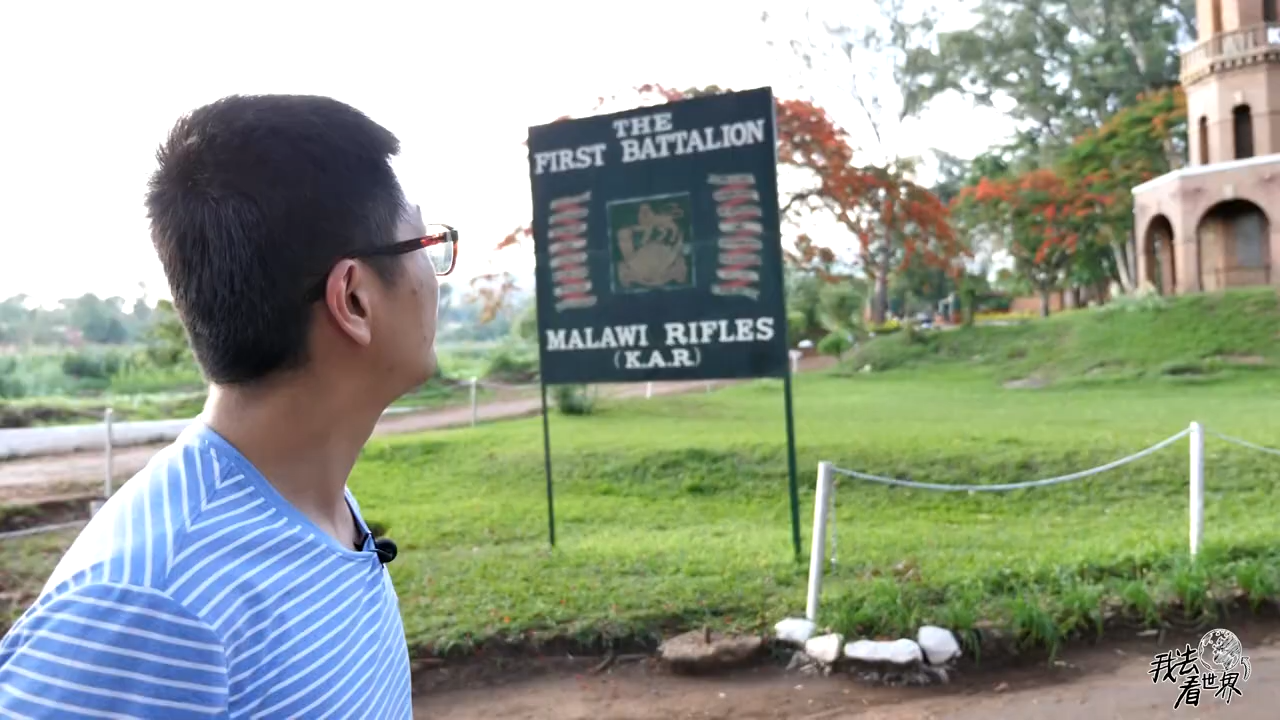 THE
FIRST BATTALION
MALAWI RIFLES
(K.A.R.)
我去
看世界